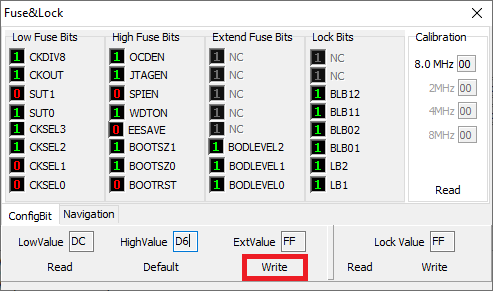 Fuse&Lock
Low Fuse Bits High Fuse Bits Extend Fuse Bits Lock Bits Calibration
1 CKDIV8 1 OCDEN 1 NC 1 NC 8.0 MHz 00
1 CKOUT 1 JTAGEN 1 NC 1 NC 2MHz 00
0 SUT1 0 SPIEN 1 NC 1 BLB12 4MHz 00
1 SUT0 1 WDTON 1 NC 1 BLB11 8MHz 00
1 CKSEL3 0 EESAVE 1 NC 1 BLB02
1 CKSEL2 1 BOOTSZ1 1 BODLEVEL2 1 BLB01
0 CKSEL1 1 BOOTSZ0 1 BODLEVEL1 1 LB2
0 CKSEL0 0 BOOTRST 1 BODLEVEL0 1 LB1 Read
ConfigBit Navigation
LowValue DC HighValue D6 ExtValue FF Lock Value FF
Read Default Write Read Write